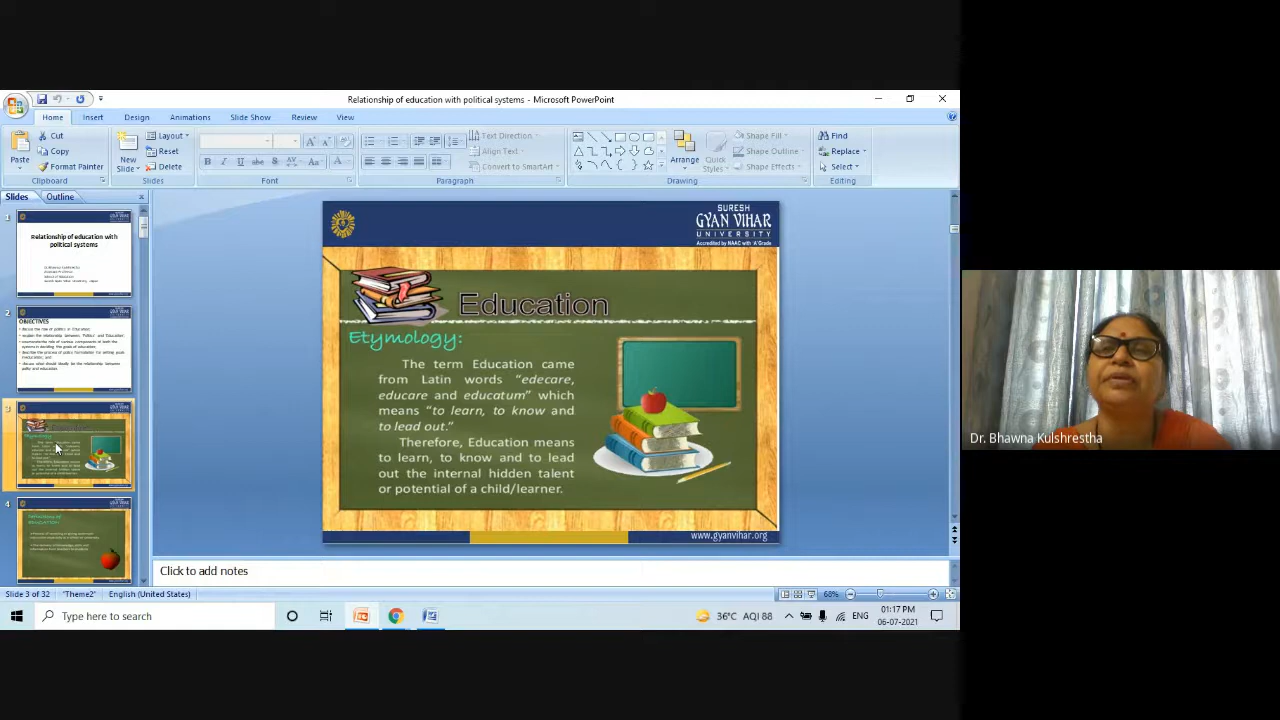 Relationship of education with political systems - Microsoft PowerPoint
Home Insert Design Animations Slide Show Review View
Paste
Cut
Copy
Format Painter
Clipboard
New Slide
Layout
Reset
Delete
Slides
Font
Paragraph
Text Direction
Align Text
Convert to SmartArt
Arrange
Quick Styles
Shape Fill
Shape Outline
Shape Effects
Drawing
Find
Replace
Select
Editing
Slides Outline
1
Relationship of education with
political systems
2
OBJECTIVES
3
4
SURESH
GYAN VIHAR
UNIVERSITY
Accredited by NAAC with 'A' Grade
Education
Etymology:
The term Education came
from Latin words "edecare,
educare and educatum" which
means "to learn, to know and
to lead out."
Therefore, Education means
to learn, to know and to lead
out the internal hidden talent
or potential of a child/learner.
www.gyanvihar.org
Click to add notes
Slide 3 of 32 "Theme2" English (United States) 68%
Type here to search
36°C AQI 88 ENG
01:17 PM
06-07-2021
Dr. Bhawna Kulshrestha